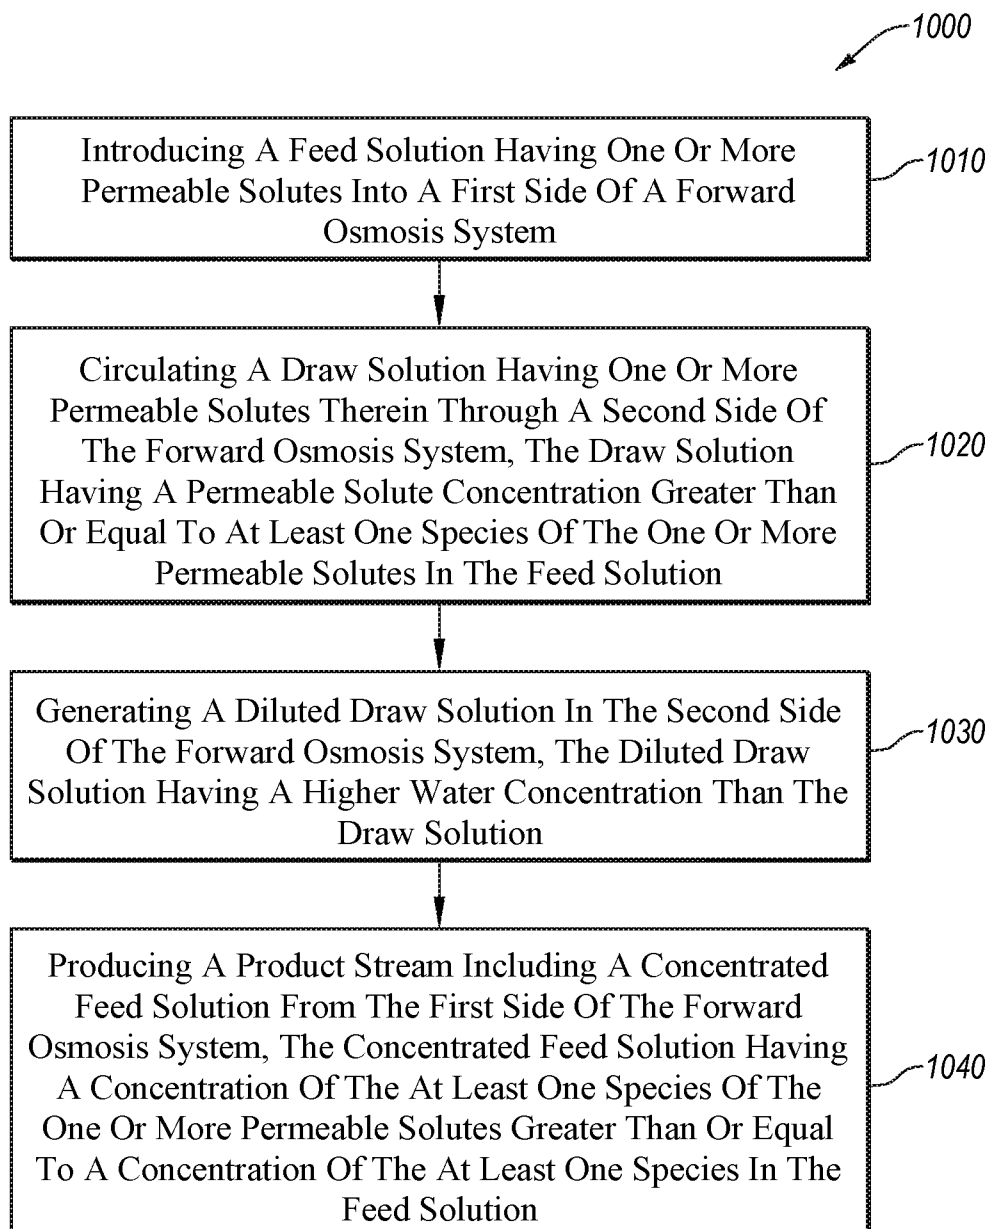 1000
Introducing A Feed Solution Having One Or More
Permeable Solutes Into A First Side Of A Forward
Osmosis System
1010
Circulating A Draw Solution Having One Or More
Permeable Solutes Therein Through A Second Side Of
The Forward Osmosis System, The Draw Solution
Having A Permeable Solute Concentration Greater Than
Or Equal To At Least One Species Of The One Or More
Permeable Solutes In The Feed Solution
1020
Generating A Diluted Draw Solution In The Second Side
Of The Forward Osmosis System, The Diluted Draw
Solution Having A Higher Water Concentration Than The
Draw Solution
1030
Producing A Product Stream Including A Concentrated
Feed Solution From The First Side Of The Forward
Osmosis System, The Concentrated Feed Solution Having
A Concentration Of The At Least One Species Of The
One Or More Permeable Solutes Greater Than Or Equal
To A Concentration Of The At Least One Species In The
Feed Solution
1040